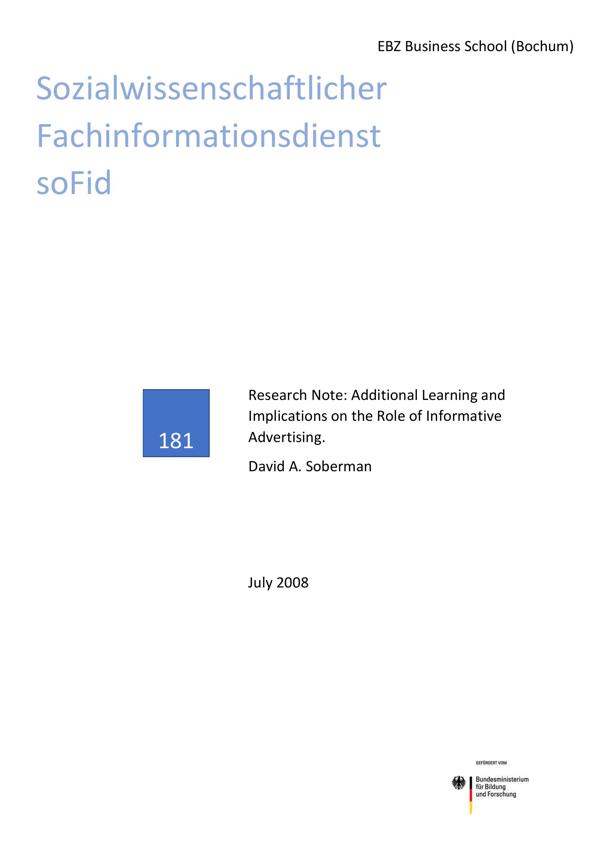 EBZ Business School (Bochum)
Sozialwissenschaftlicher
Fachinformationsdienst
soFid
181
Research Note: Additional Learning and
Implications on the Role of Informative
Advertising.
David A. Soberman
July 2008
GEFÖRDERT VOM
Bundesministerium
für Bildung
und Forschung